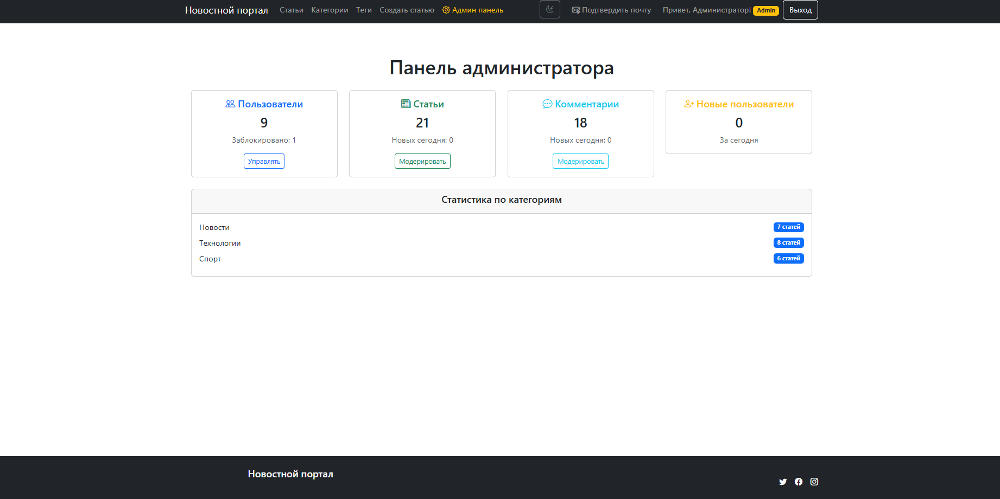 Новостной портал Статьи Категории Теги Создать статью Админ панель Подтвердить почту Привет, Администратор! Admin Выход
Панель администратора
Пользователи
9
Заблокировано: 1
Управлять
Статьи
21
Новых сегодня: 0
Модерировать
Комментарии
18
Новых сегодня: 0
Модерировать
Новые пользователи
0
За сегодня
Статистика по категориям
Новости 7 статей
Технологии 8 статей
Спорт 6 статей
Новостной портал